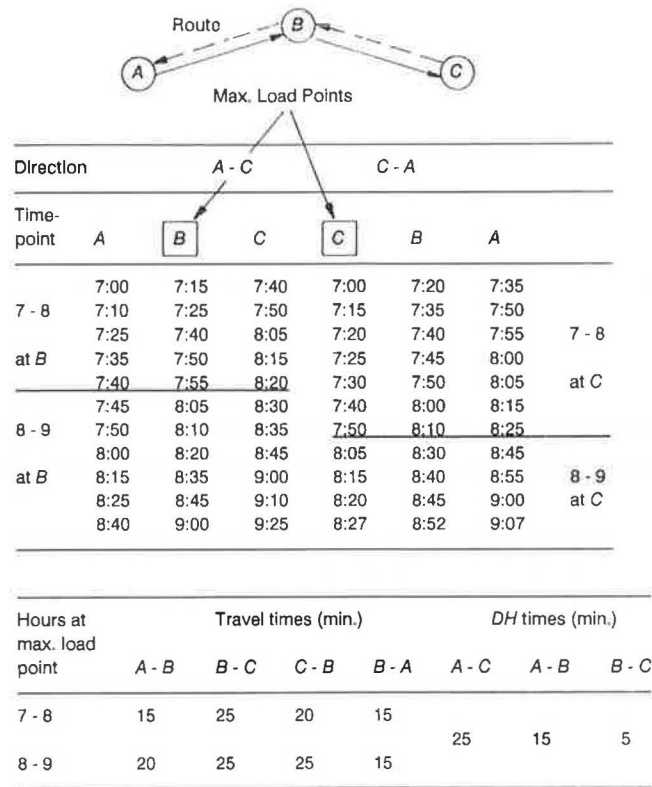 Route
B
A
C
Max. Load Points
Direction A - C C - A
Time-
point A B C C B A
7:00 7:15 7:40 7:00 7:20 7:35
7 - 8 7:10 7:25 7:50 7:15 7:35 7:50
7:25 7:40 8:05 7:20 7:40 7:55 7 - 8
at B 7:35 7:50 8:15 7:25 7:45 8:00
7:40 7:55 8:20 7:30 7:50 8:05 at C
7:45 8:05 8:30 7:40 8:00 8:15
8 - 9 7:50 8:10 8:35 7:50 8:10 8:25
8:00 8:20 8:45 8:05 8:30 8:45
at B 8:15 8:35 9:00 8:15 8:40 8:55 8 - 9
8:25 8:45 9:10 8:20 8:45 9:00 at C
8:40 9:00 9:25 8:27 8:52 9:07
Hours at Travel times (min.) DH times (min.)
max. load
point A - B B - C C - B B - A A - C A - B B - C
7 - 8 15 25 20 15
25 15 5
8 - 9 20 25 25 15